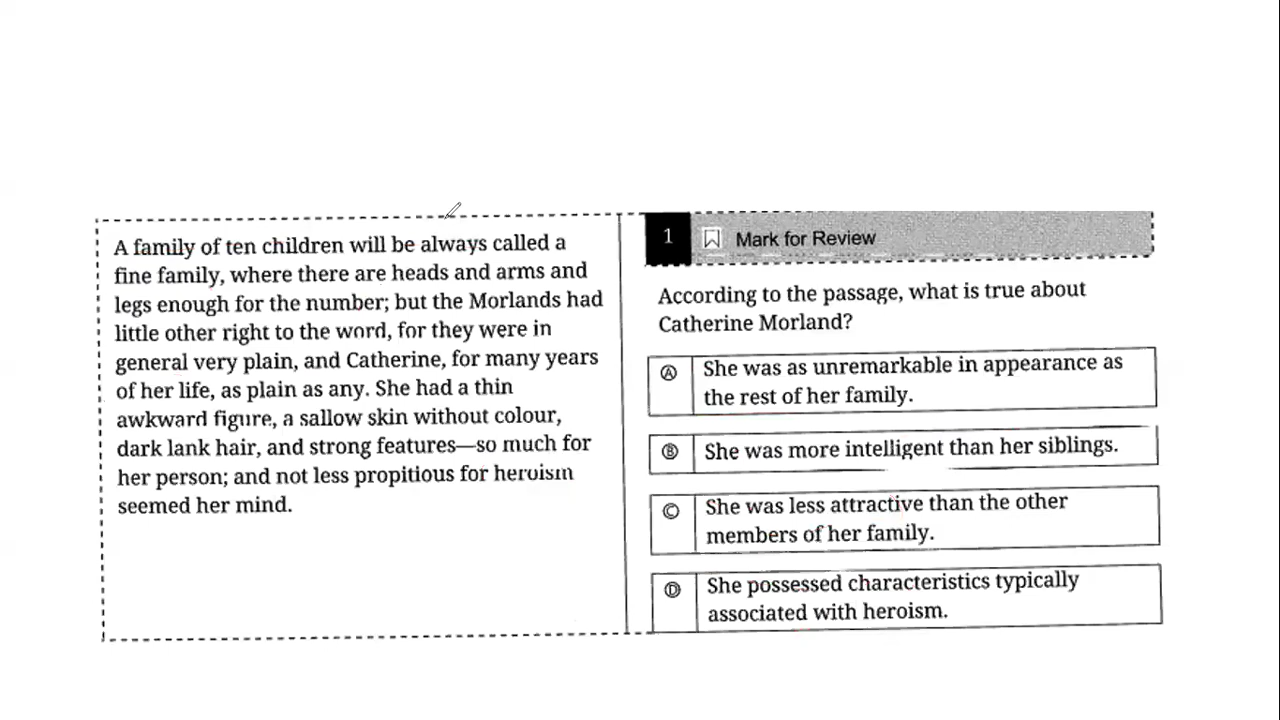 A family of ten children will be always called a
fine family, where there are heads and arms and
legs enough for the number; but the Morlands had
little other right to the word, for they were in
general very plain, and Catherine, for many years
of her life, as plain as any. She had a thin
awkward figure, a sallow skin without colour,
dark lank hair, and strong features—so much for
her person; and not less propitious for heroism
seemed her mind.
1 Mark for Review
According to the passage, what is true about
Catherine Morland?
A She was as unremarkable in appearance as
the rest of her family.
B She was more intelligent than her siblings.
C She was less attractive than the other
members of her family.
D She possessed characteristics typically
associated with heroism.